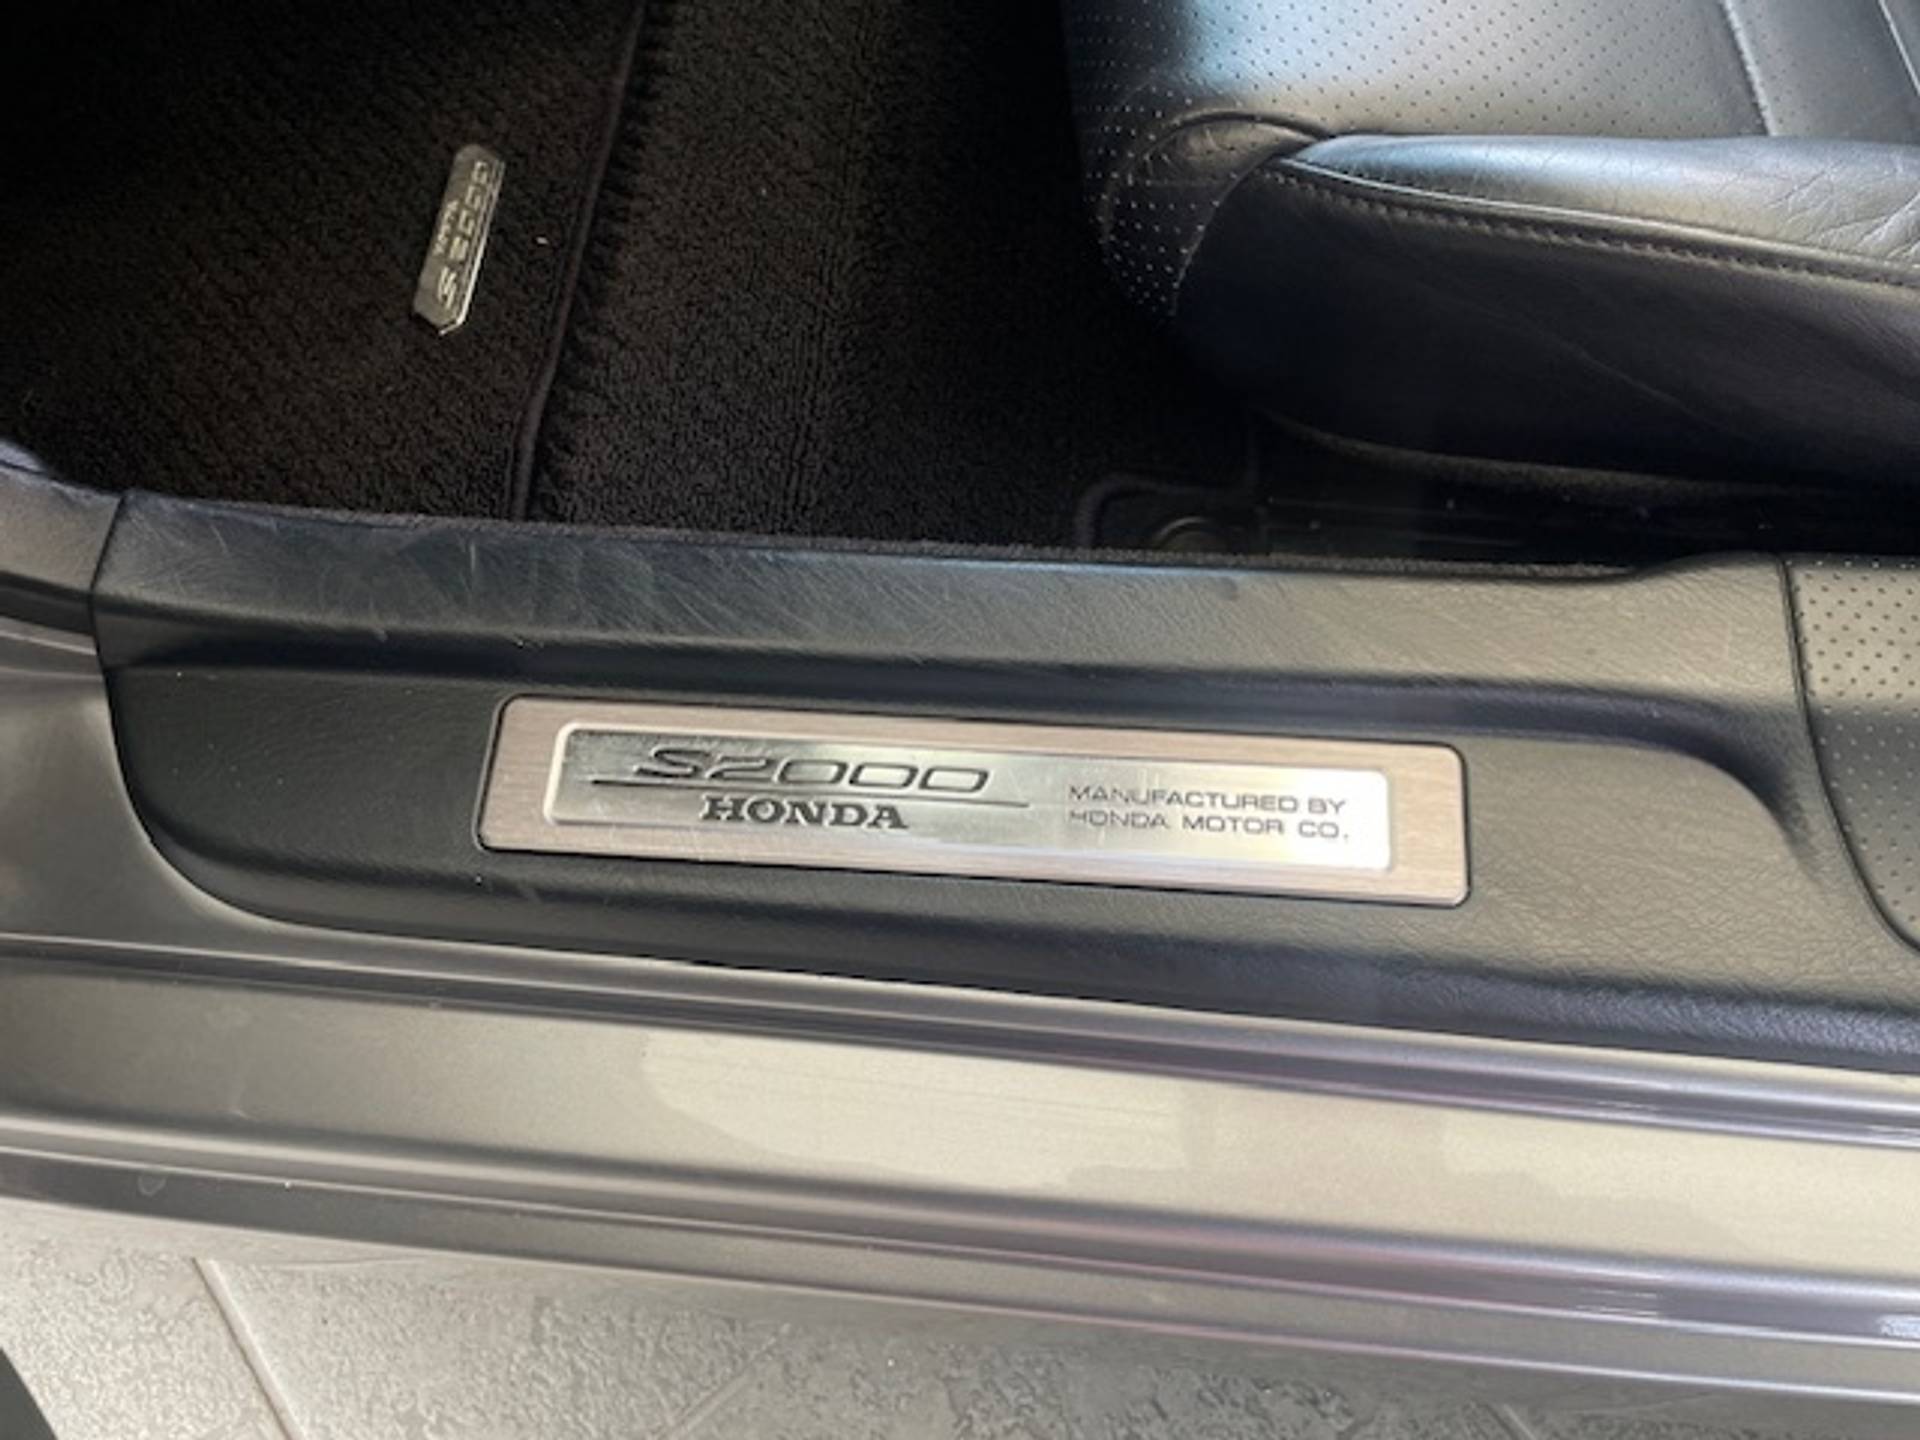 S2000
S2000
HONDA
MANUFACTURED BY
HONDA MOTOR CO.